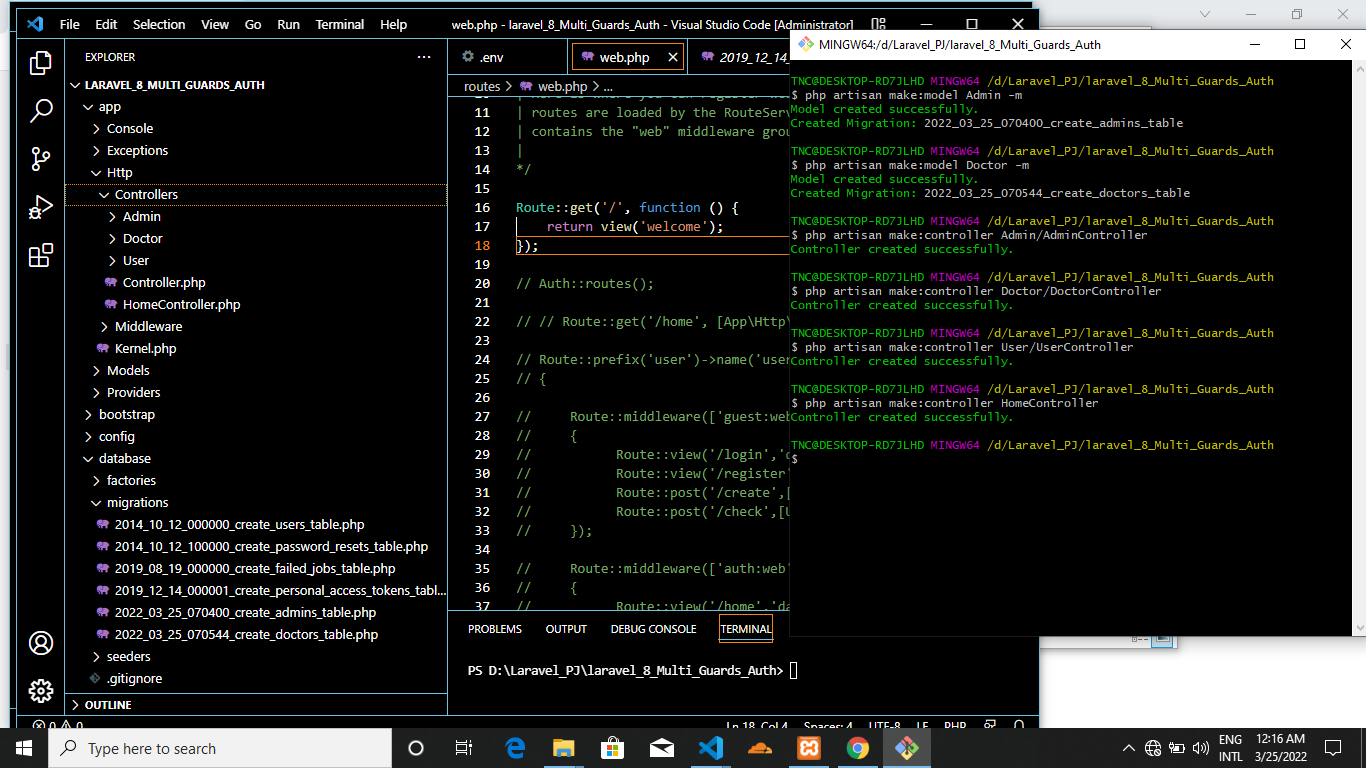 File Edit Selection View Go Run Terminal Help
web.php - laravel_8_Multi_Guards_Auth - Visual Studio Code [Administrator]
EXPLORER
LARAVEL_8_MULTI_GUARDS_AUTH
app
Console
Exceptions
Http
Controllers
Admin
Doctor
User
Controller.php
HomeController.php
Middleware
Kernel.php
Models
Providers
bootstrap
config
database
factories
migrations
2014_10_12_000000_create_users_table.php
2014_10_12_100000_create_password_resets_table.php
2019_08_19_000000_create_failed_jobs_table.php
2019_12_14_000001_create_personal_access_tokens_tabl...
2022_03_25_070400_create_admins_table.php
2022_03_25_070544_create_doctors_table.php
seeders
.gitignore
OUTLINE
.env web.php 2019_12_14_
routes > web.php > ...
11 | routes are loaded by the RouteSer
12 | contains the "web" middleware grou
13 |
14 */
15
16 Route::get('/', function () {
17 return view('welcome');
18 });
19
20 // Auth::routes();
21
22 // // Route::get('/home', [App\Http\
23
24 // Route::prefix('user')->name('user
25 // {
26
27 // Route::middleware(['guest:web
28 // {
29 // Route::view('/login','d
30 // Route::view('/register'
31 // Route::post('/create',[
32 // Route::post('/check',[U
33 // });
34
35 // Route::middleware(['auth:web'
36 // {
37 // Route::view('/home','da
PROBLEMS OUTPUT DEBUG CONSOLE TERMINAL
PS D:\Laravel_PJ\laravel_8_Multi_Guards_Auth>
0 0 Ln 18, Col 4 Spaces: 4 UTF-8 LF PHP
MINGW64:/d/Laravel_PJ/laravel_8_Multi_Guards_Auth
TNC@DESKTOP-RD7JLHD MINGW64 /d/Laravel_PJ/laravel_8_Multi_Guards_Auth
$ php artisan make:model Admin -m
Model created successfully.
Created Migration: 2022_03_25_070400_create_admins_table
TNC@DESKTOP-RD7JLHD MINGW64 /d/Laravel_PJ/laravel_8_Multi_Guards_Auth
$ php artisan make:model Doctor -m
Model created successfully.
Created Migration: 2022_03_25_070544_create_doctors_table
TNC@DESKTOP-RD7JLHD MINGW64 /d/Laravel_PJ/laravel_8_Multi_Guards_Auth
$ php artisan make:controller Admin/AdminController
Controller created successfully.
TNC@DESKTOP-RD7JLHD MINGW64 /d/Laravel_PJ/laravel_8_Multi_Guards_Auth
$ php artisan make:controller Doctor/DoctorController
Controller created successfully.
TNC@DESKTOP-RD7JLHD MINGW64 /d/Laravel_PJ/laravel_8_Multi_Guards_Auth
$ php artisan make:controller User/UserController
Controller created successfully.
TNC@DESKTOP-RD7JLHD MINGW64 /d/Laravel_PJ/laravel_8_Multi_Guards_Auth
$ php artisan make:controller HomeController
Controller created successfully.
TNC@DESKTOP-RD7JLHD MINGW64 /d/Laravel_PJ/laravel_8_Multi_Guards_Auth
$
Type here to search
ENG
INTL
12:16 AM
3/25/2022